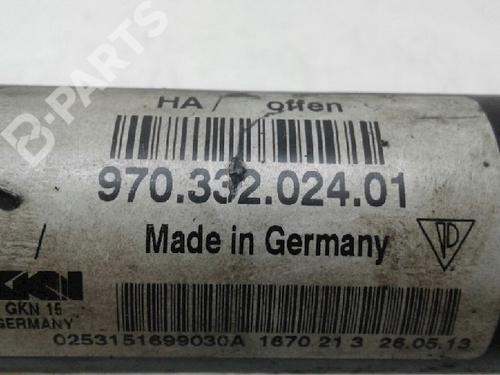 B-PARTS
HA offen
970.332.024.01
Made in Germany
GKN
GKN 15
GERMANY
0253151699030A 1670 21 3 26.05.13